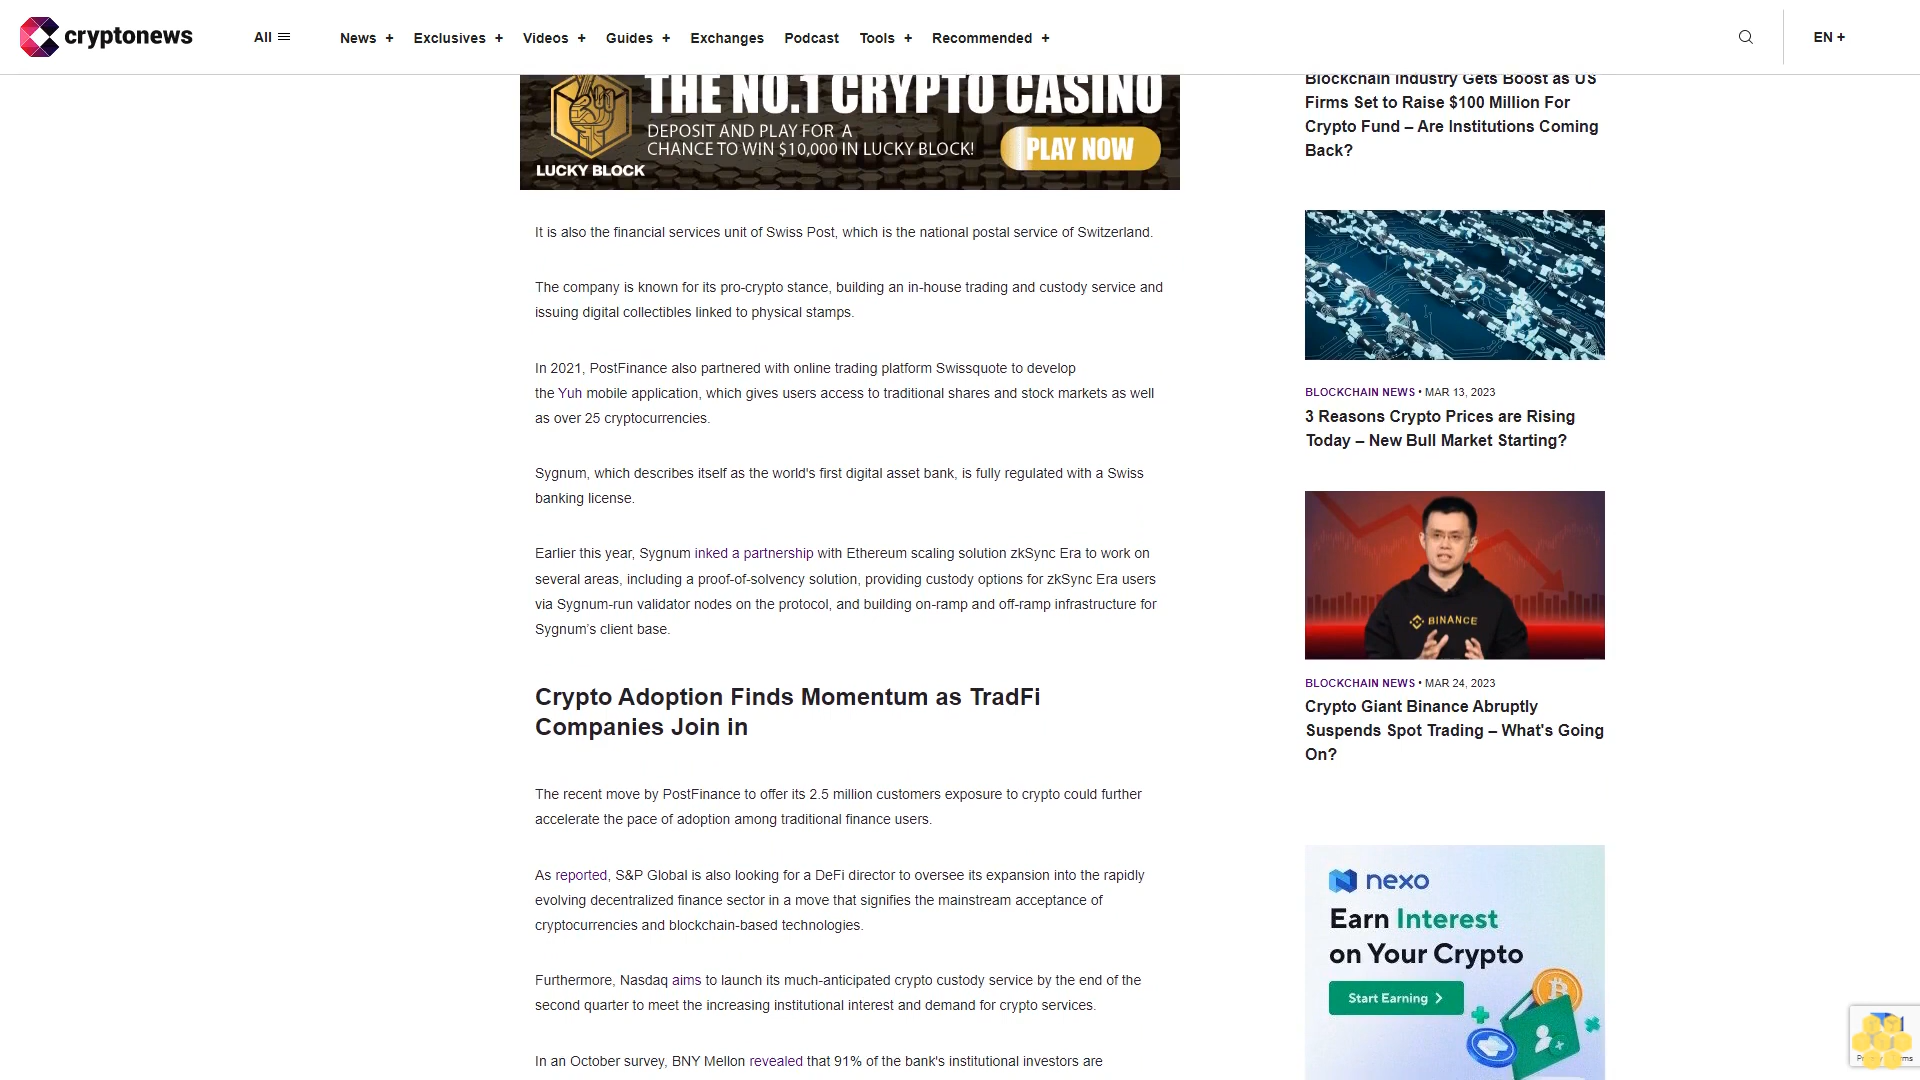 cryptonews
All
News +
Exclusives +
Videos +
Guides +
Exchanges
Podcast
Tools +
Recommended +
EN +
THE NO.1 CRYPTO CASINO
DEPOSIT AND PLAY FOR A
CHANCE TO WIN $10,000 IN LUCKY BLOCK!
PLAY NOW
LUCKY BLOCK
It is also the financial services unit of Swiss Post, which is the national postal service of Switzerland.
The company is known for its pro-crypto stance, building an in-house trading and custody service and
issuing digital collectibles linked to physical stamps.
In 2021, PostFinance also partnered with online trading platform Swissquote to develop
the Yuh mobile application, which gives users access to traditional shares and stock markets as well
as over 25 cryptocurrencies.
Sygnum, which describes itself as the world's first digital asset bank, is fully regulated with a Swiss
banking license.
Earlier this year, Sygnum inked a partnership with Ethereum scaling solution zkSync Era to work on
several areas, including a proof-of-solvency solution, providing custody options for zkSync Era users
via Sygnum-run validator nodes on the protocol, and building on-ramp and off-ramp infrastructure for
Sygnum's client base.
Crypto Adoption Finds Momentum as TradFi
Companies Join in
The recent move by PostFinance to offer its 2.5 million customers exposure to crypto could further
accelerate the pace of adoption among traditional finance users.
As reported, S&P Global is also looking for a DeFi director to oversee its expansion into the rapidly
evolving decentralized finance sector in a move that signifies the mainstream acceptance of
cryptocurrencies and blockchain-based technologies.
Furthermore, Nasdaq aims to launch its much-anticipated crypto custody service by the end of the
second quarter to meet the increasing institutional interest and demand for crypto services.
In an October survey, BNY Mellon revealed that 91% of the bank's institutional investors are
Blockchain Industry Gets Boost as US
Firms Set to Raise $100 Million For
Crypto Fund – Are Institutions Coming
Back?
BLOCKCHAIN NEWS • MAR 13, 2023
3 Reasons Crypto Prices are Rising
Today – New Bull Market Starting?
BINANCE
BLOCKCHAIN NEWS • MAR 24, 2023
Crypto Giant Binance Abruptly
Suspends Spot Trading – What's Going
On?
nexo
Earn Interest
on Your Crypto
Start Earning